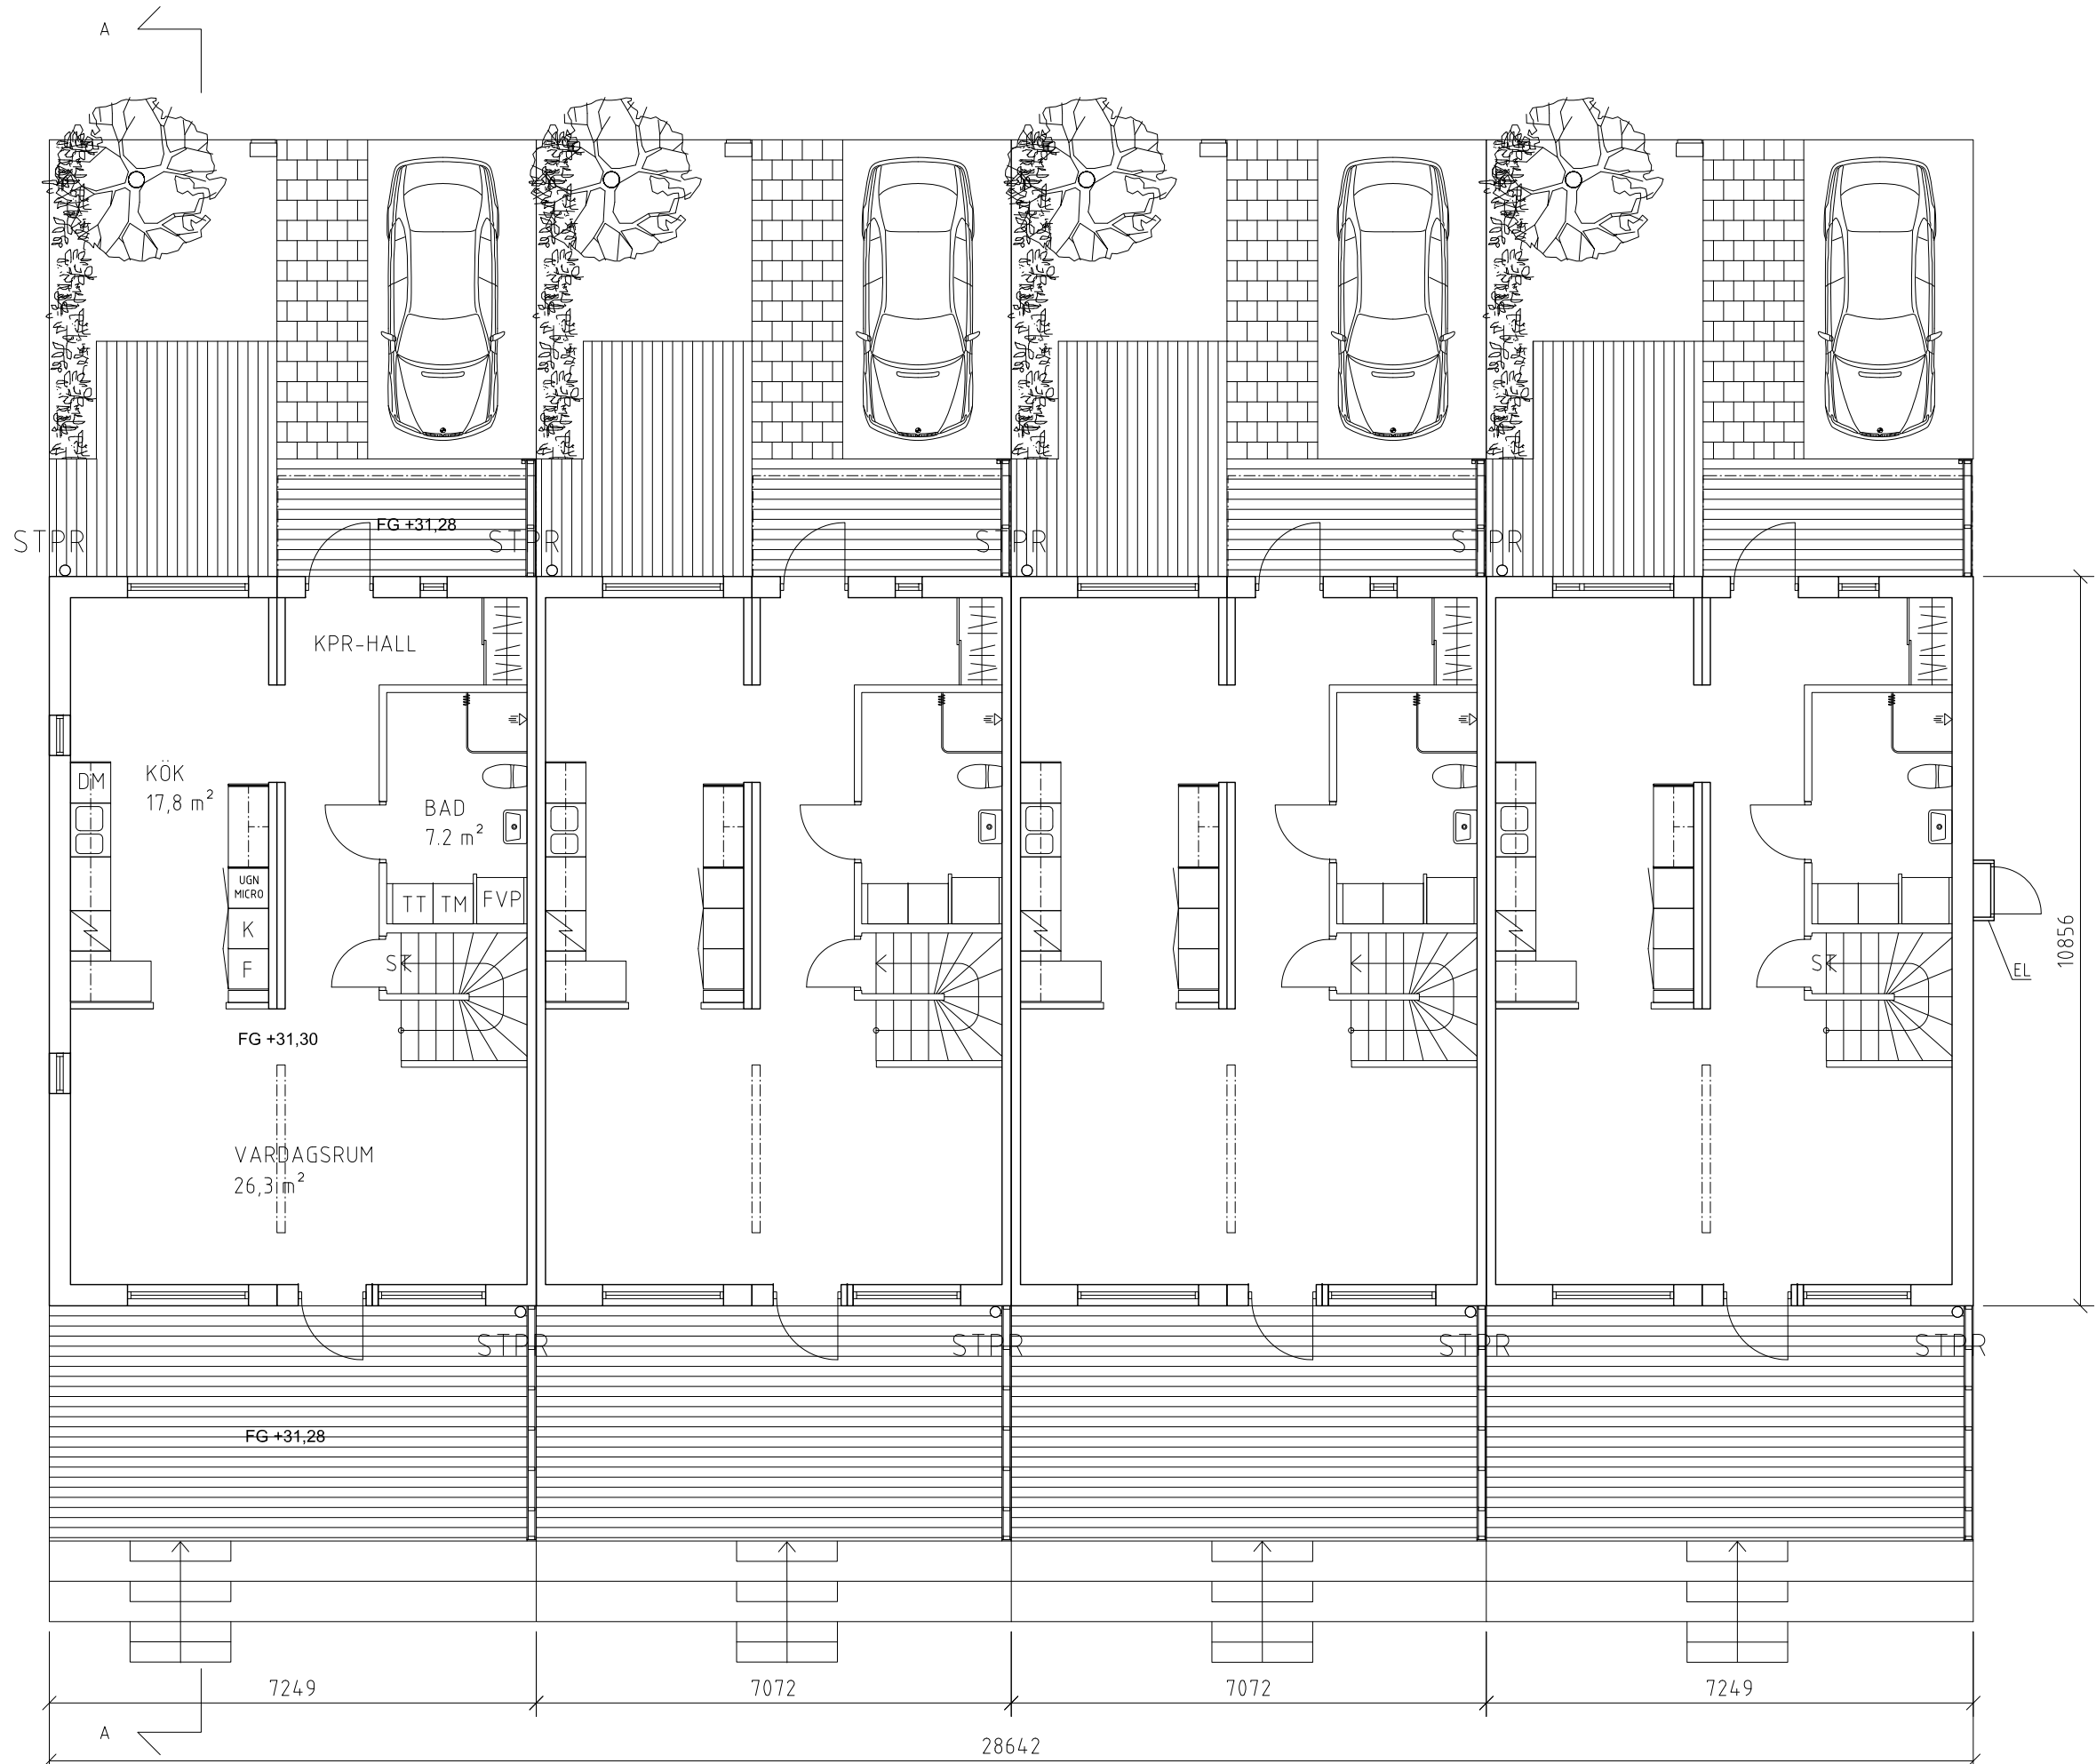 A
FG +31,28
STPR
STPR
STPR
STPR
KPR-HALL
KÖK
17,8 m²
DM
BAD
7.2 m²
UGN
MICRO
K
F
TT
TM
FVP
ST
ST
EL
10856
FG +31,30
VARDAGSRUM
26,3 m²
STPR
STPR
STPR
STPR
FG +31,28
7249
7072
7072
7249
A
28642